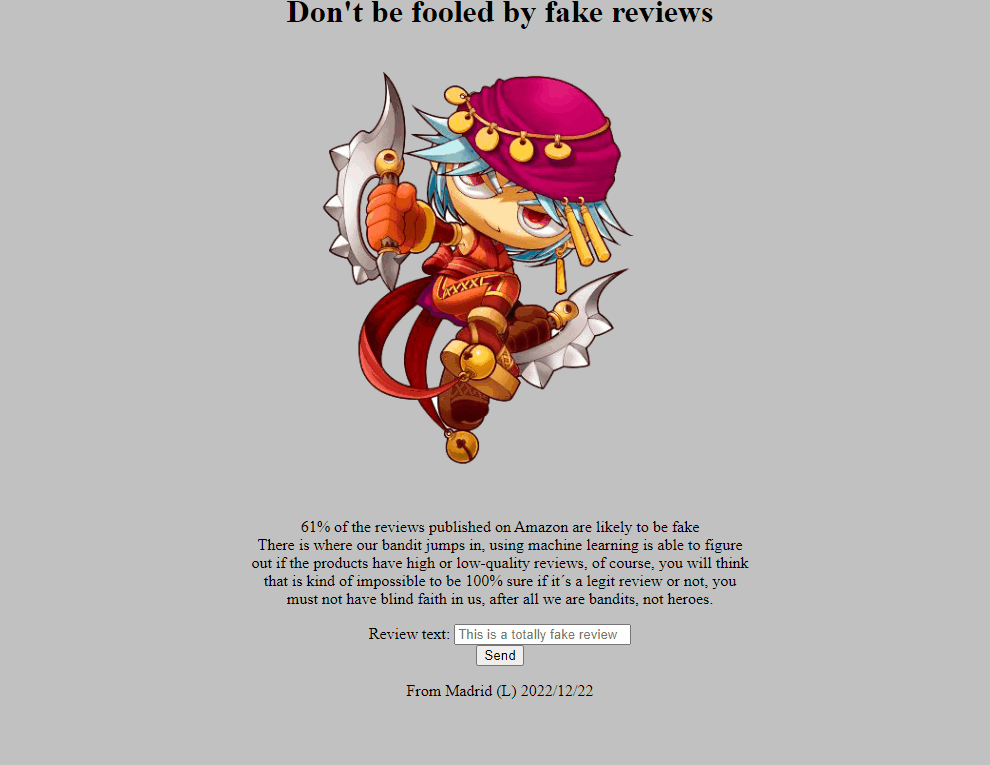 Don't be fooled by fake reviews
61% of the reviews published on Amazon are likely to be fake
There is where our bandit jumps in, using machine learning is able to figure
out if the products have high or low-quality reviews, of course, you will think
that is kind of impossible to be 100% sure if it´s a legit review or not, you
must not have blind faith in us, after all we are bandits, not heroes.
Review text: This is a totally fake review
Send
From Madrid (L) 2022/12/22